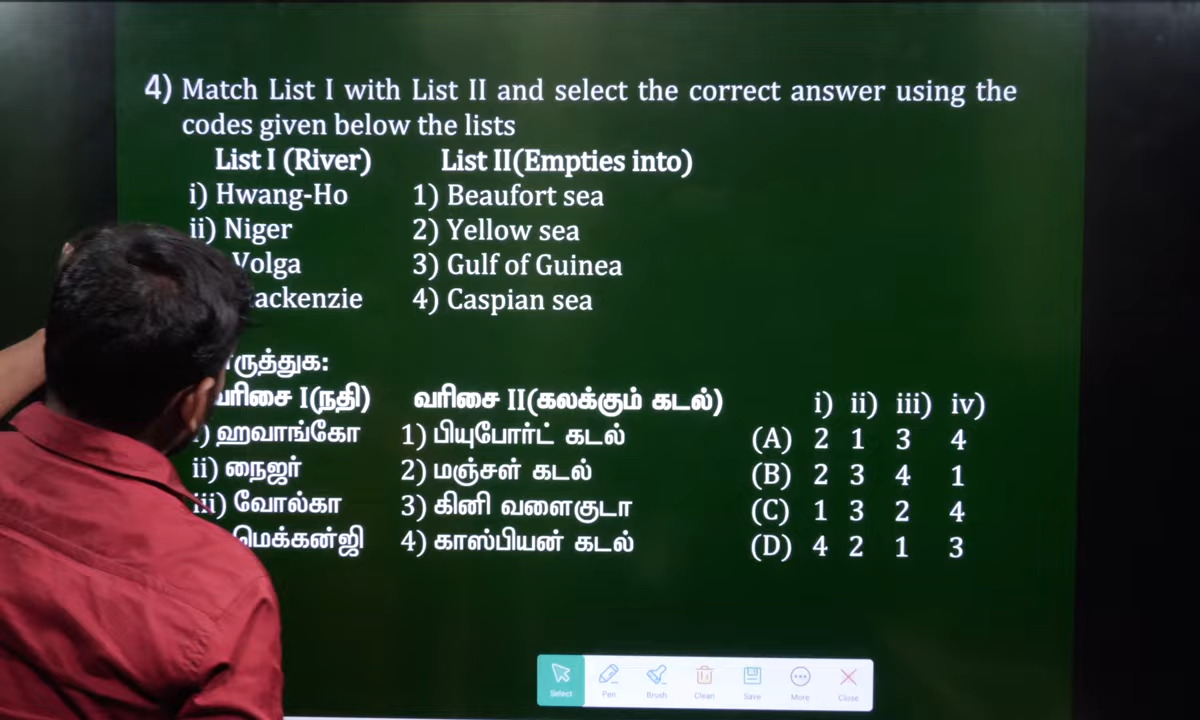 4) Match List I with List II and select the correct answer using the
codes given below the lists
List I (River) List II(Empties into)
i) Hwang-Ho 1) Beaufort sea
ii) Niger 2) Yellow sea
Volga 3) Gulf of Guinea
ackenzie 4) Caspian sea
ருத்துக:
வரிசை I(நதி) வரிசை II(கலக்கும் கடல்) i) ii) iii) iv)
) ஹவாங்கோ 1) பியுபோர்ட் கடல் (A) 2 1 3 4
ii) நைஜர் 2) மஞ்சள் கடல் (B) 2 3 4 1
iii) வோல்கா 3) கினி வளைகுடா (C) 1 3 2 4
மெக்கன்ஜி 4) காஸ்பியன் கடல் (D) 4 2 1 3
Select Pen Brush Clean Save More Close